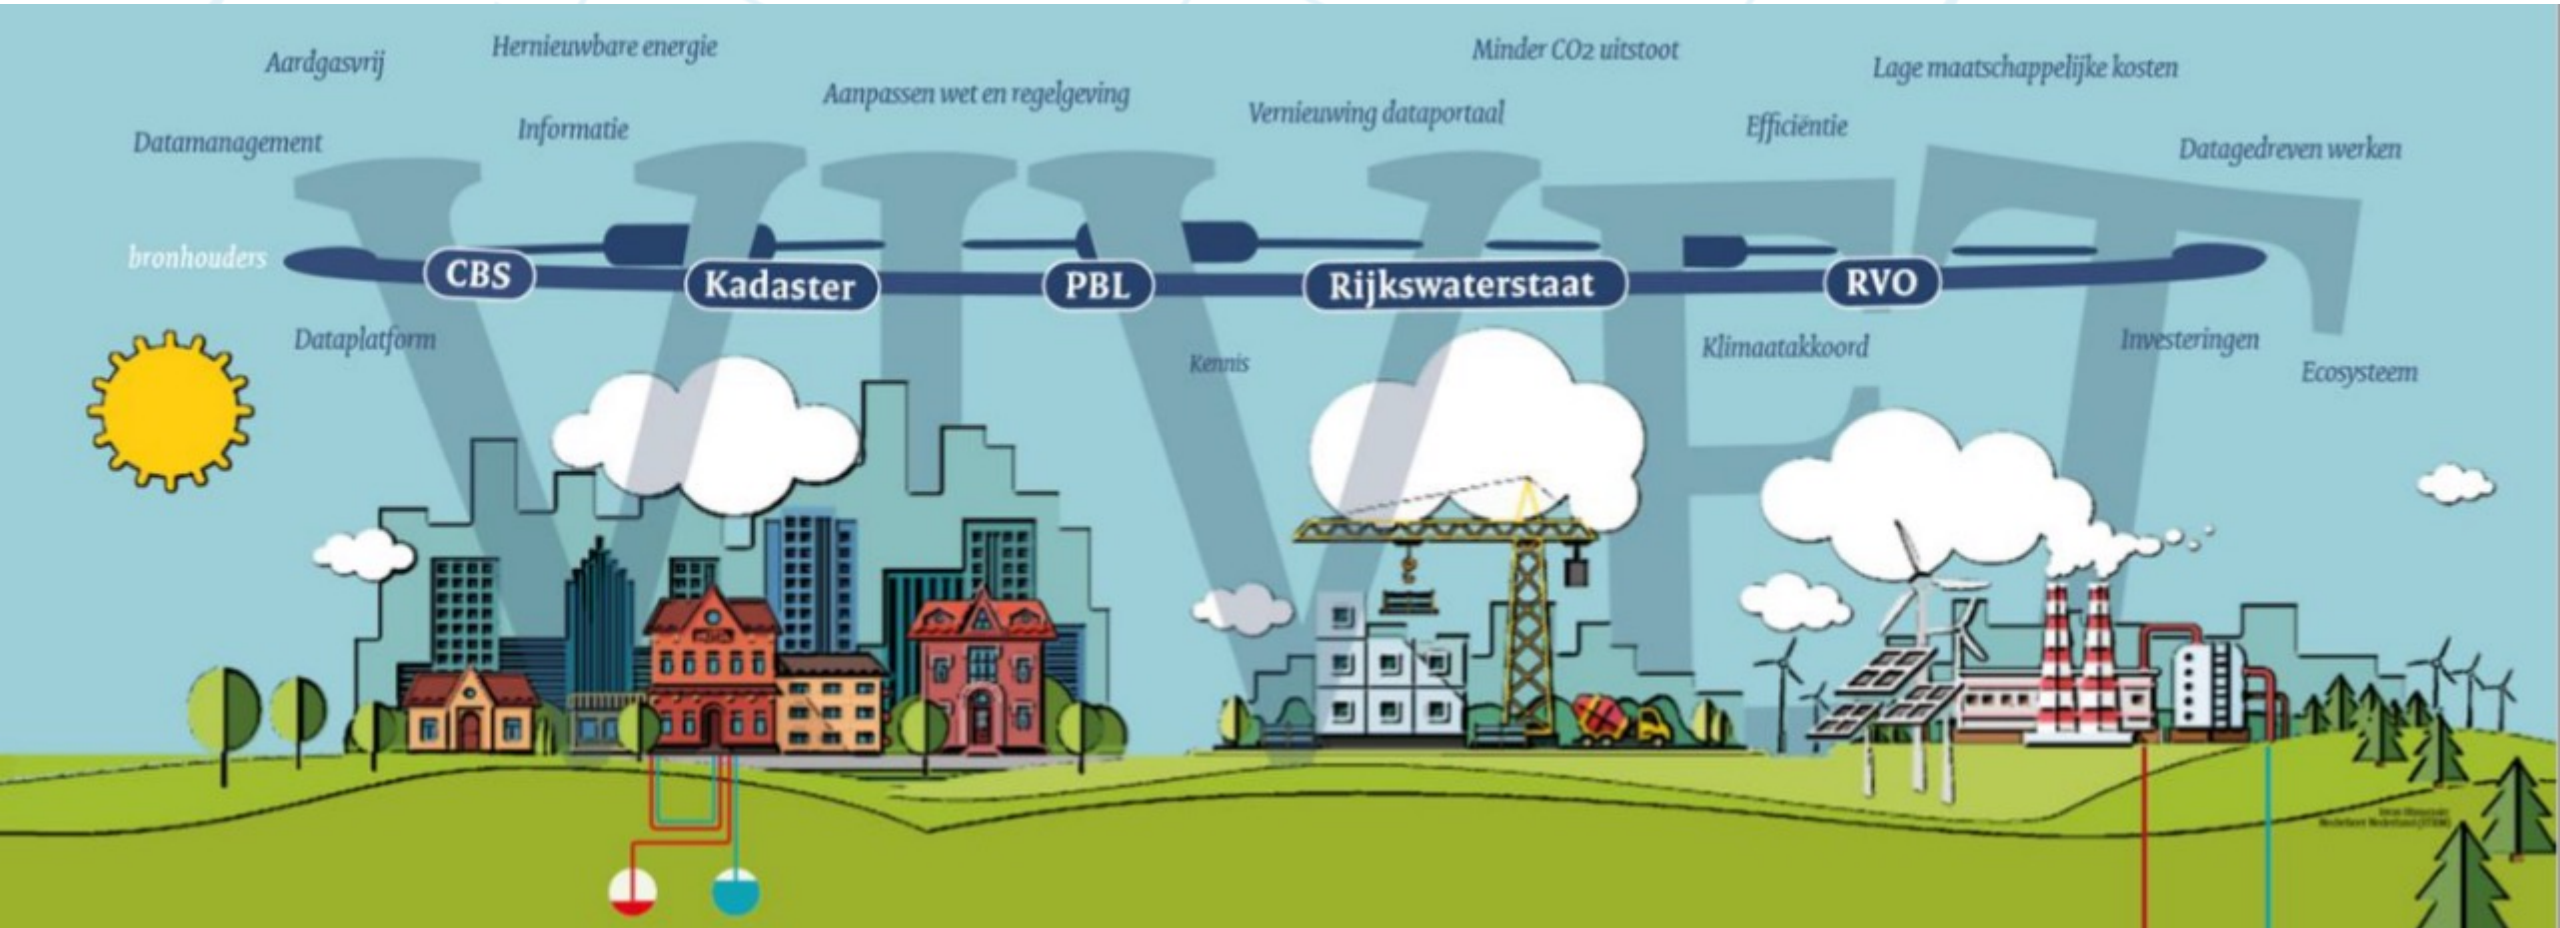 Aardgasvrij
Hernieuwbare energie
Minder CO2 uitstoot
Lage maatschappelijke kosten
Aanpassen wet en regelgeving
Vernieuwing dataportaal
Datamanagement
Informatie
Efficiëntie
Datagedreven werken
VIVET
bronhouders
CBS
Kadaster
PBL
Rijkswaterstaat
RVO
Dataplatform
Kennis
Klimaatakkoord
Investeringen
Ecosysteem